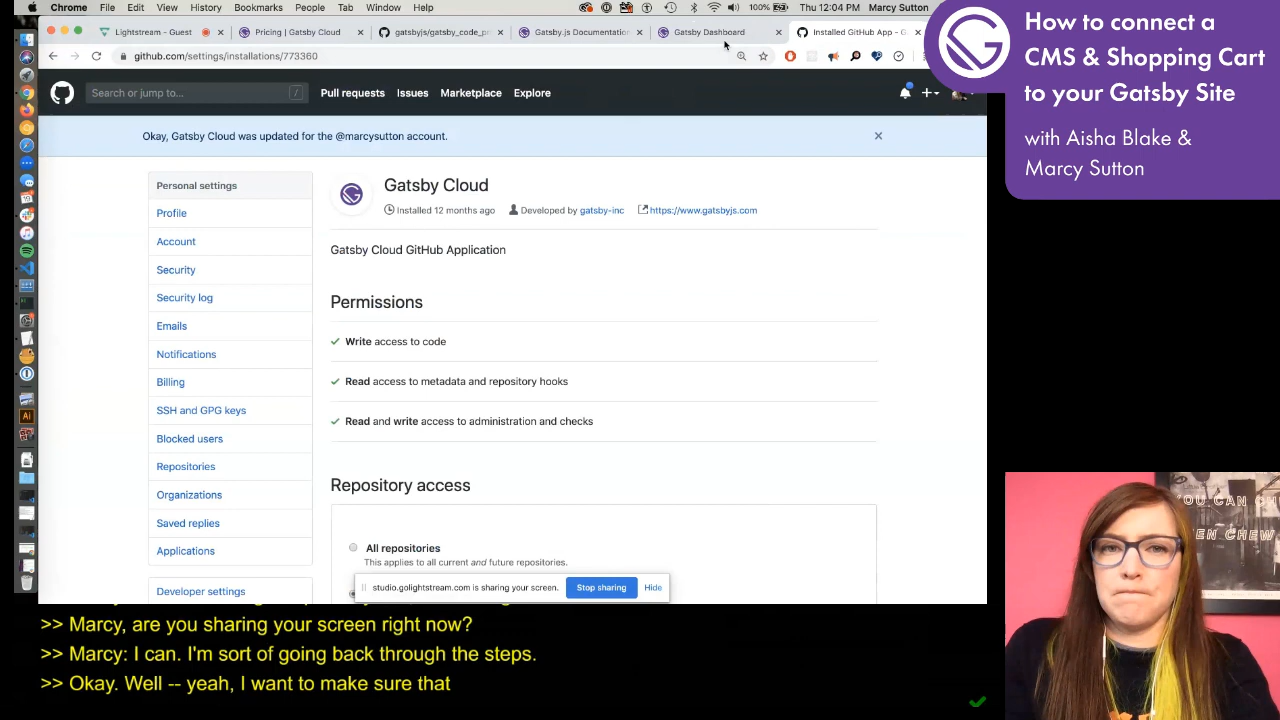 Chrome File Edit View History Bookmarks People Tab Window Help
100% Thu 12:04 PM Marcy Sutton
Lightstream - Guest
Pricing | Gatsby Cloud
gatsbyjs/gatsby_code_pr
Gatsby.js Documentation
Gatsby Dashboard
Installed GitHub App - G
github.com/settings/installations/773360
Search or jump to... /
Pull requests Issues Marketplace Explore
Okay, Gatsby Cloud was updated for the @marcysutton account.
Personal settings
Profile
Account
Security
Security log
Emails
Notifications
Billing
SSH and GPG keys
Blocked users
Repositories
Organizations
Saved replies
Applications
Developer settings
Gatsby Cloud
Installed 12 months ago Developed by gatsby-inc https://www.gatsbyjs.com
Gatsby Cloud GitHub Application
Permissions
Write access to code
Read access to metadata and repository hooks
Read and write access to administration and checks
Repository access
All repositories
This applies to all current and future repositories.
studio.golightstream.com is sharing your screen. Stop sharing Hide
How to connect a
CMS & Shopping Cart
to your Gatsby Site
with Aisha Blake &
Marcy Sutton
YOU CAN
EN CHEW
>> Marcy, are you sharing your screen right now?
>> Marcy: I can. I'm sort of going back through the steps.
>> Okay. Well -- yeah, I want to make sure that